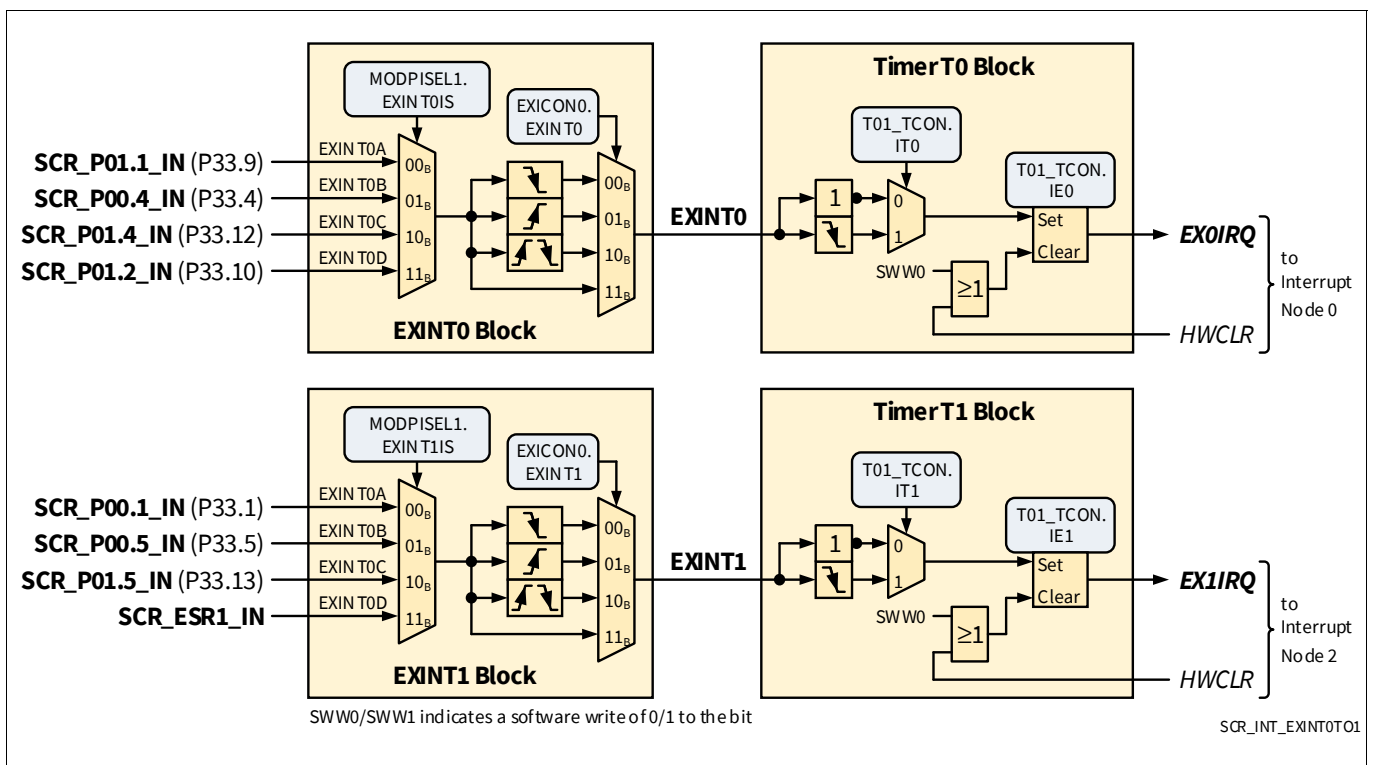 TimerT0 Block
MODPISEL1.
EXINT0IS
EXICON0.
EXINT0
T01_TCON.
IT0
T01_TCON.
IE0
SCR_P01.1_IN (P33.9)
EXINT0A
00B
SCR_P00.4_IN (P33.4)
EXINT0B
01B
SCR_P01.4_IN (P33.12)
EXINT0C
10B
SCR_P01.2_IN (P33.10)
EXINT0D
11B
00B
01B
10B
11B
EXINT0
1
0
1
Set
Clear
EX0IRQ
SWW0
≥1
HWCLR
to
Interrupt
Node 0
EXINT0 Block
TimerT1 Block
MODPISEL1.
EXINT1IS
EXICON0.
EXINT1
T01_TCON.
IT1
T01_TCON.
IE1
SCR_P00.1_IN (P33.1)
EXINT0A
00B
SCR_P00.5_IN (P33.5)
EXINT0B
01B
SCR_P01.5_IN (P33.13)
EXINT0C
10B
SCR_ESR1_IN
EXINT0D
11B
00B
01B
10B
11B
EXINT1
1
0
1
Set
Clear
EX1IRQ
SWW0
≥1
HWCLR
to
Interrupt
Node 2
EXINT1 Block
SWW0/SWW1 indicates a software write of 0/1 to the bit
SCR_INT_EXINT0TO1